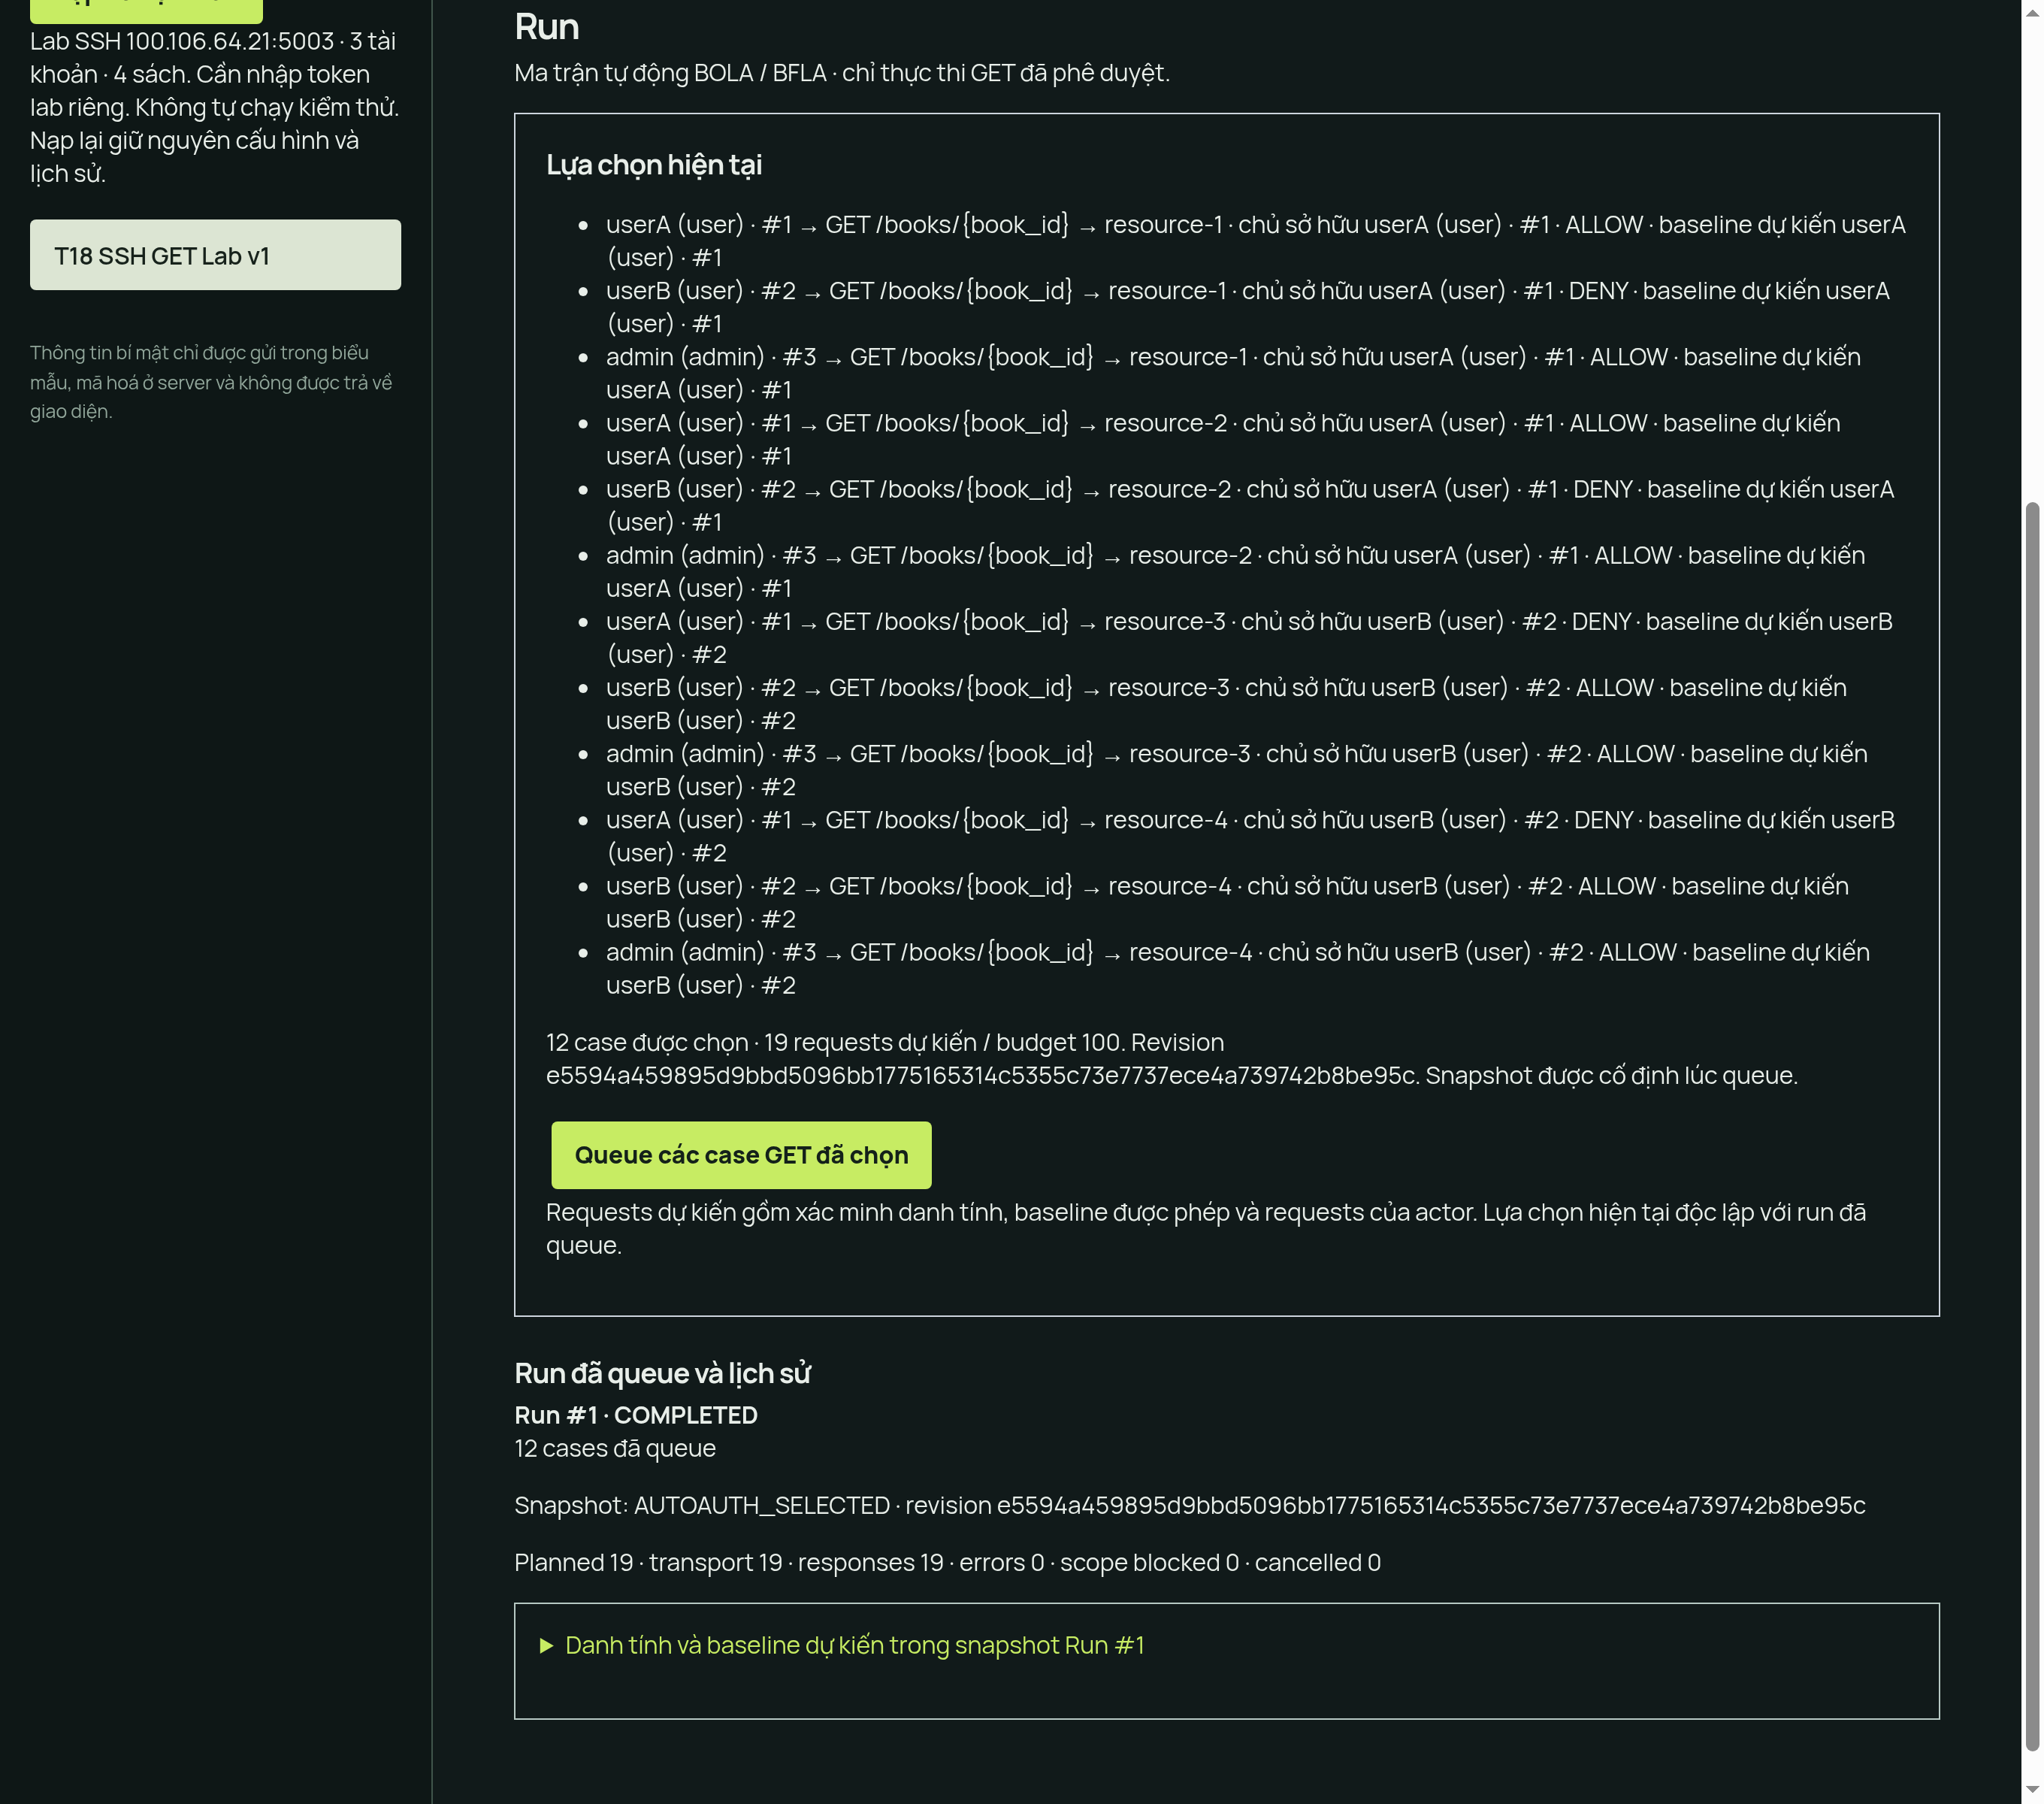 Lab SSH 100.106.64.21:5003 · 3 tài
khoản · 4 sách. Cần nhập token
lab riêng. Không tự chạy kiểm thử.
Nạp lại giữ nguyên cấu hình và
lịch sử.
T18 SSH GET Lab v1
Thông tin bí mật chỉ được gửi trong biểu
mẫu, mã hoá ở server và không được trả về
giao diện.
Run
Ma trận tự động BOLA / BFLA · chỉ thực thi GET đã phê duyệt.
Lựa chọn hiện tại
• userA (user) · #1 → GET /books/{book_id} → resource-1 · chủ sở hữu userA (user) · #1 · ALLOW · baseline dự kiến userA
(user) · #1
• userB (user) · #2 → GET /books/{book_id} → resource-1 · chủ sở hữu userA (user) · #1 · DENY · baseline dự kiến userA
(user) · #1
• admin (admin) · #3 → GET /books/{book_id} → resource-1 · chủ sở hữu userA (user) · #1 · ALLOW · baseline dự kiến
userA (user) · #1
• userA (user) · #1 → GET /books/{book_id} → resource-2 · chủ sở hữu userA (user) · #1 · ALLOW · baseline dự kiến
userA (user) · #1
• userB (user) · #2 → GET /books/{book_id} → resource-2 · chủ sở hữu userA (user) · #1 · DENY · baseline dự kiến userA
(user) · #1
• admin (admin) · #3 → GET /books/{book_id} → resource-2 · chủ sở hữu userA (user) · #1 · ALLOW · baseline dự kiến
userA (user) · #1
• userA (user) · #1 → GET /books/{book_id} → resource-3 · chủ sở hữu userB (user) · #2 · DENY · baseline dự kiến userB
(user) · #2
• userB (user) · #2 → GET /books/{book_id} → resource-3 · chủ sở hữu userB (user) · #2 · ALLOW · baseline dự kiến
userB (user) · #2
• admin (admin) · #3 → GET /books/{book_id} → resource-3 · chủ sở hữu userB (user) · #2 · ALLOW · baseline dự kiến
userB (user) · #2
• userA (user) · #1 → GET /books/{book_id} → resource-4 · chủ sở hữu userB (user) · #2 · DENY · baseline dự kiến userB
(user) · #2
• userB (user) · #2 → GET /books/{book_id} → resource-4 · chủ sở hữu userB (user) · #2 · ALLOW · baseline dự kiến
userB (user) · #2
• admin (admin) · #3 → GET /books/{book_id} → resource-4 · chủ sở hữu userB (user) · #2 · ALLOW · baseline dự kiến
userB (user) · #2
12 case được chọn · 19 requests dự kiến / budget 100. Revision
e5594a459895d9bbd5096bb1775165314c5355c73e7737ece4a739742b8be95c. Snapshot được cố định lúc queue.
Queue các case GET đã chọn
Requests dự kiến gồm xác minh danh tính, baseline được phép và requests của actor. Lựa chọn hiện tại độc lập với run đã
queue.
Run đã queue và lịch sử
Run #1 · COMPLETED
12 cases đã queue
Snapshot: AUTOAUTH_SELECTED · revision e5594a459895d9bbd5096bb1775165314c5355c73e7737ece4a739742b8be95c
Planned 19 · transport 19 · responses 19 · errors 0 · scope blocked 0 · cancelled 0
▶ Danh tính và baseline dự kiến trong snapshot Run #1